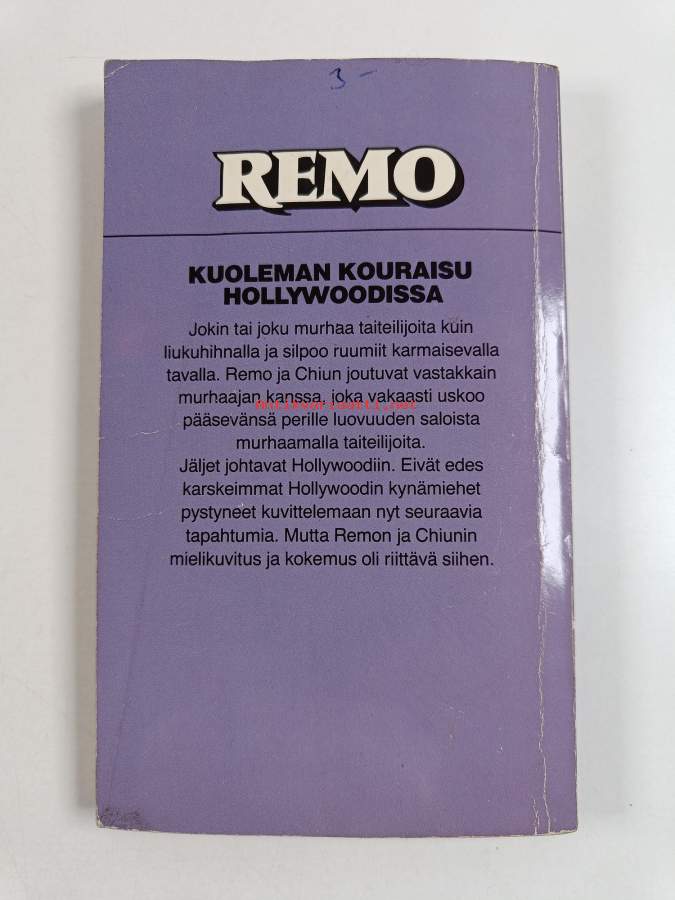 3-
REMO
KUOLEMAN KOURAISU
HOLLYWOODISSA
Jokin tai joku murhaa taiteilijoita kuin
liukuhihnalla ja silpoo ruumiit karmaisevalla
tavalla. Remo ja Chiun joutuvat vastakkain
murhaajan kanssa, joka vakaasti uskoo
antikvariaatti.net
pääsevänsä perille luovuuden saloista
murhaamalla taiteilijoita.
Jäljet johtavat Hollywoodiin. Eivät edes
karskeimmat Hollywoodin kynämiehet
pystyneet kuvittelemaan nyt seuraavia
tapahtumia. Mutta Remon ja Chiunin
mielikuvitus ja kokemus oli riittävä siihen.